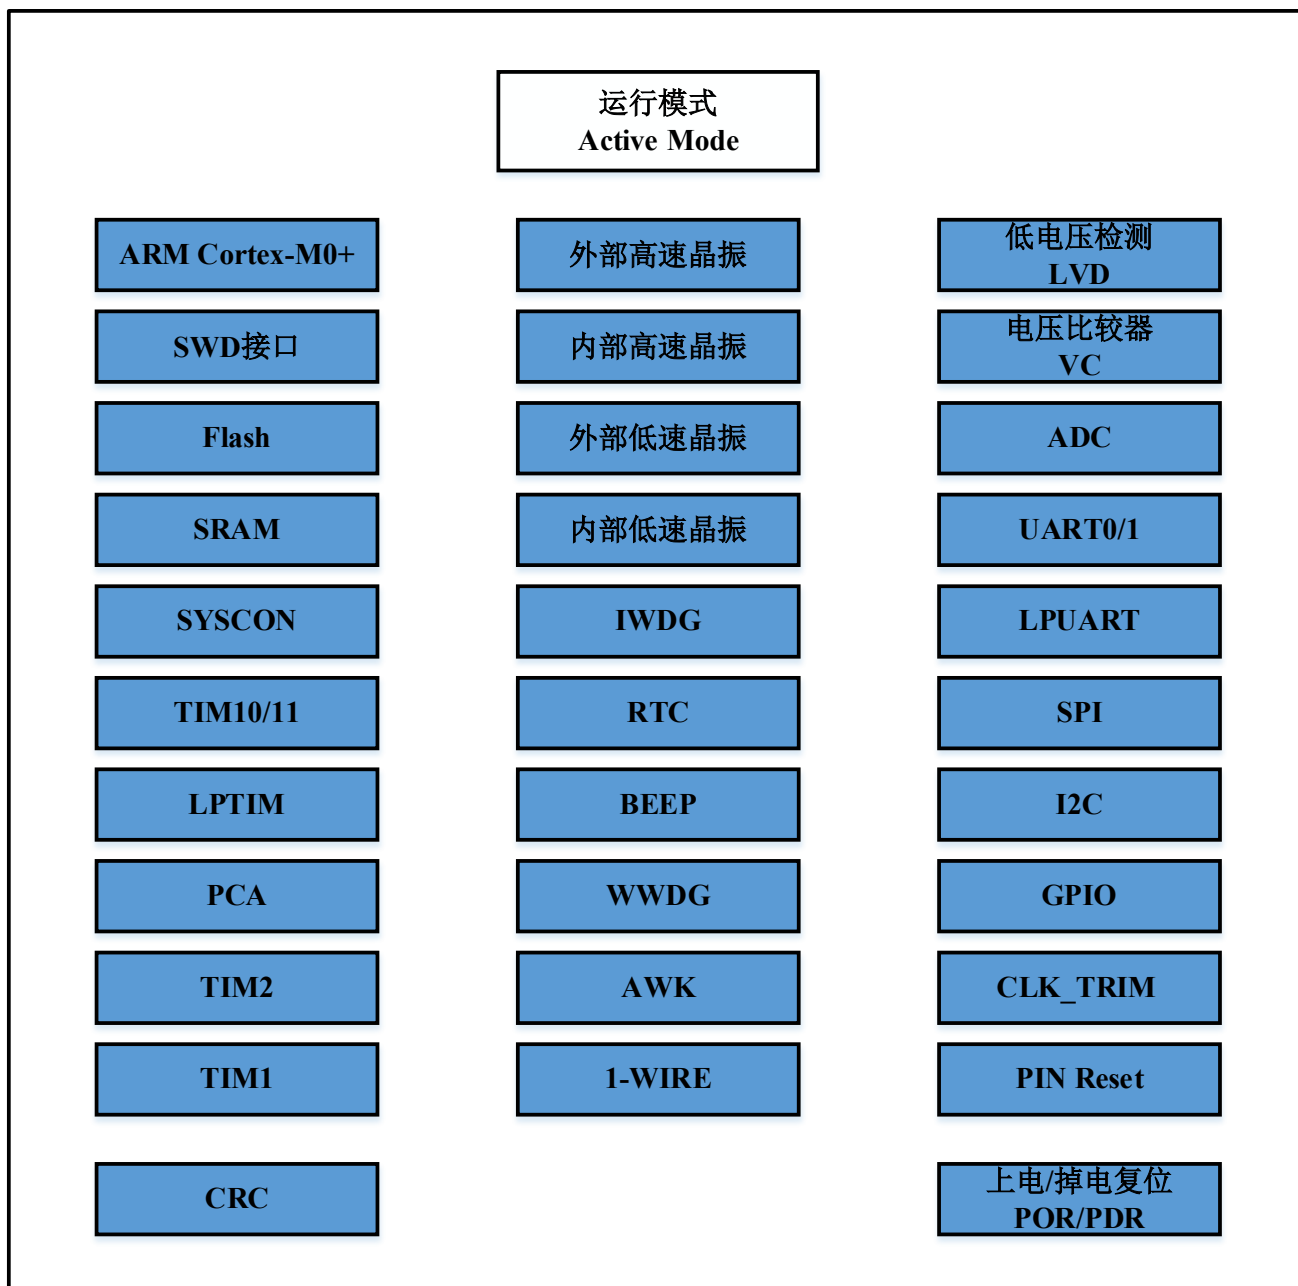 运行模式
Active Mode
ARM Cortex-M0+
外部高速晶振
低电压检测
LVD
SWD接口
内部高速晶振
电压比较器
VC
Flash
外部低速晶振
ADC
SRAM
内部低速晶振
UART0/1
SYSCON
IWDG
LPUART
TIM10/11
RTC
SPI
LPTIM
BEEP
I2C
PCA
WWDG
GPIO
TIM2
AWK
CLK_TRIM
TIM1
1-WIRE
PIN Reset
CRC
上电/掉电复位
POR/PDR